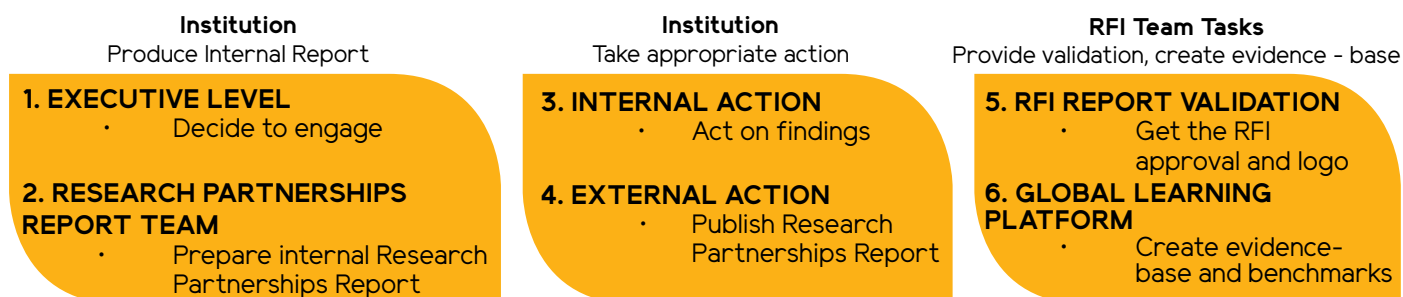 Institution
Produce Internal Report
1. EXECUTIVE LEVEL
· Decide to engage
2. RESEARCH PARTNERSHIPS
REPORT TEAM
· Prepare internal Research
Partnerships Report
Institution
Take appropriate action
3. INTERNAL ACTION
· Act on findings
4. EXTERNAL ACTION
· Publish Research
Partnerships Report
RFI Team Tasks
Provide validation, create evidence - base
5. RFI REPORT VALIDATION
· Get the RFI
approval and logo
6. GLOBAL LEARNING
PLATFORM
· Create evidence-
base and benchmarks